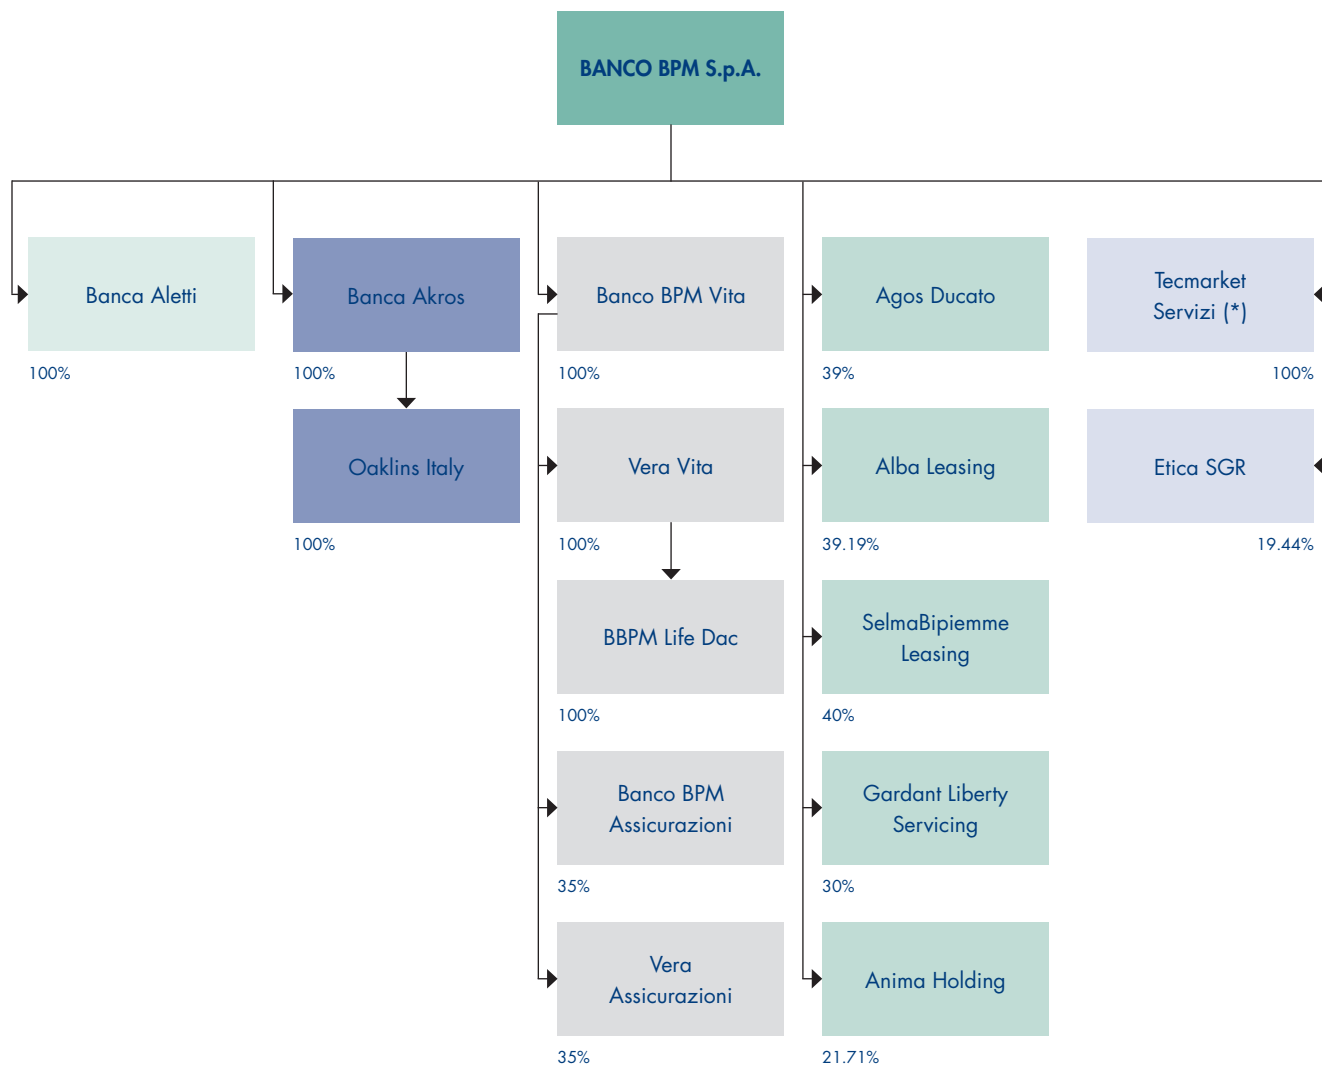 BANCO BPM S.p.A.
Banca Aletti
100%
Banca Akros
100%
Banco BPM Vita
100%
Agos Ducato
39%
Tecmarket
Servizi (*)
100%
Oaklins Italy
100%
Vera Vita
100%
Alba Leasing
39.19%
Etica SGR
19.44%
BBPM Life Dac
100%
SelmaBipiemme
Leasing
40%
Banco BPM
Assicurazioni
35%
Gardant Liberty
Servicing
30%
Vera
Assicurazioni
35%
Anima Holding
21.71%